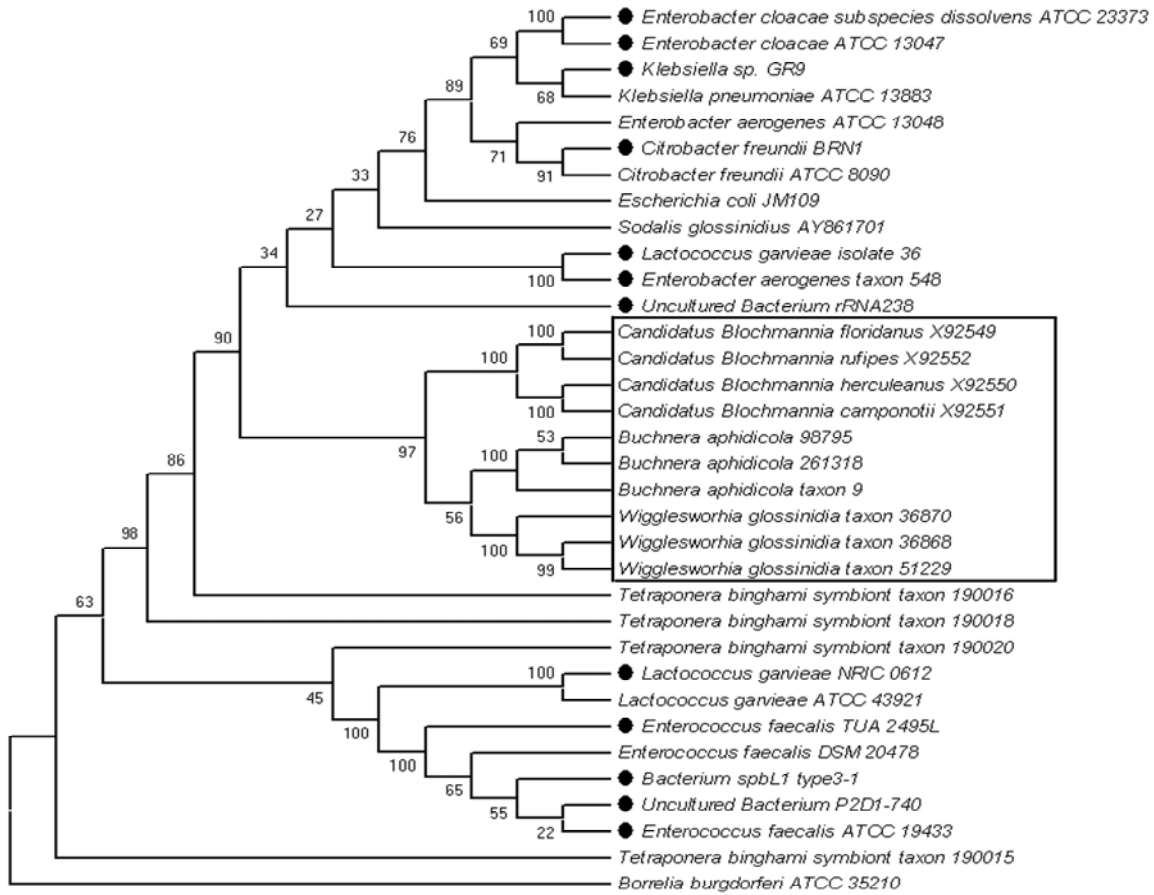 100
Enterobacter cloacae subspecies dissolvens ATCC 23373
69
Enterobacter cloacae ATCC 13047
Klebsiella sp. GR9
89
68
Klebsiella pneumoniae ATCC 13883
Enterobacter aerogenes ATCC 13048
76
71
Citrobacter freundii BRN1
91
Citrobacter freundii ATCC 8090
33
Escherichia coli JM109
27
Sodalis glossinidius AY861701
34
Lactococcus garvieae isolate 36
100
Enterobacter aerogenes taxon 548
Uncultured Bacterium rRNA238
90
100
Candidatus Blochmannia floridanus X92549
100
Candidatus Blochmannia rufipes X92552
Candidatus Blochmannia herculeanus X92550
100
Candidatus Blochmannia camponotii X92551
97
53
Buchnera aphidicola 98795
86
100
Buchnera aphidicola 261318
Buchnera aphidicola taxon 9
56
Wigglesworhia glossinidia taxon 36870
98
100
Wigglesworhia glossinidia taxon 36868
99
Wigglesworhia glossinidia taxon 51229
63
Tetraponera binghami symbiont taxon 190016
Tetraponera binghami symbiont taxon 190018
Tetraponera binghami symbiont taxon 190020
45
100
Lactococcus garvieae NRIC 0612
Lactococcus garvieae ATCC 43921
100
Enterococcus faecalis TUA 2495L
100
Enterococcus faecalis DSM 20478
65
Bacterium spbL1 type3-1
55
Uncultured Bacterium P2D1-740
22
Enterococcus faecalis ATCC 19433
Tetraponera binghami symbiont taxon 190015
Borrelia burgdorferi ATCC 35210